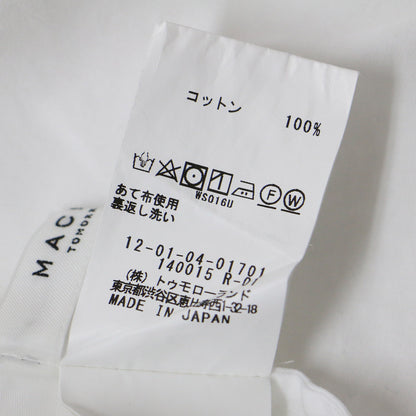 コットン 100%
F W
WS016U
あて布使用
裏返し洗い
12-01-04-01701
140015 R-01
(株)トゥモローランド
東京都渋谷区恵比寿西1-32-18
MADE IN JAPAN
MACI
TOMORR